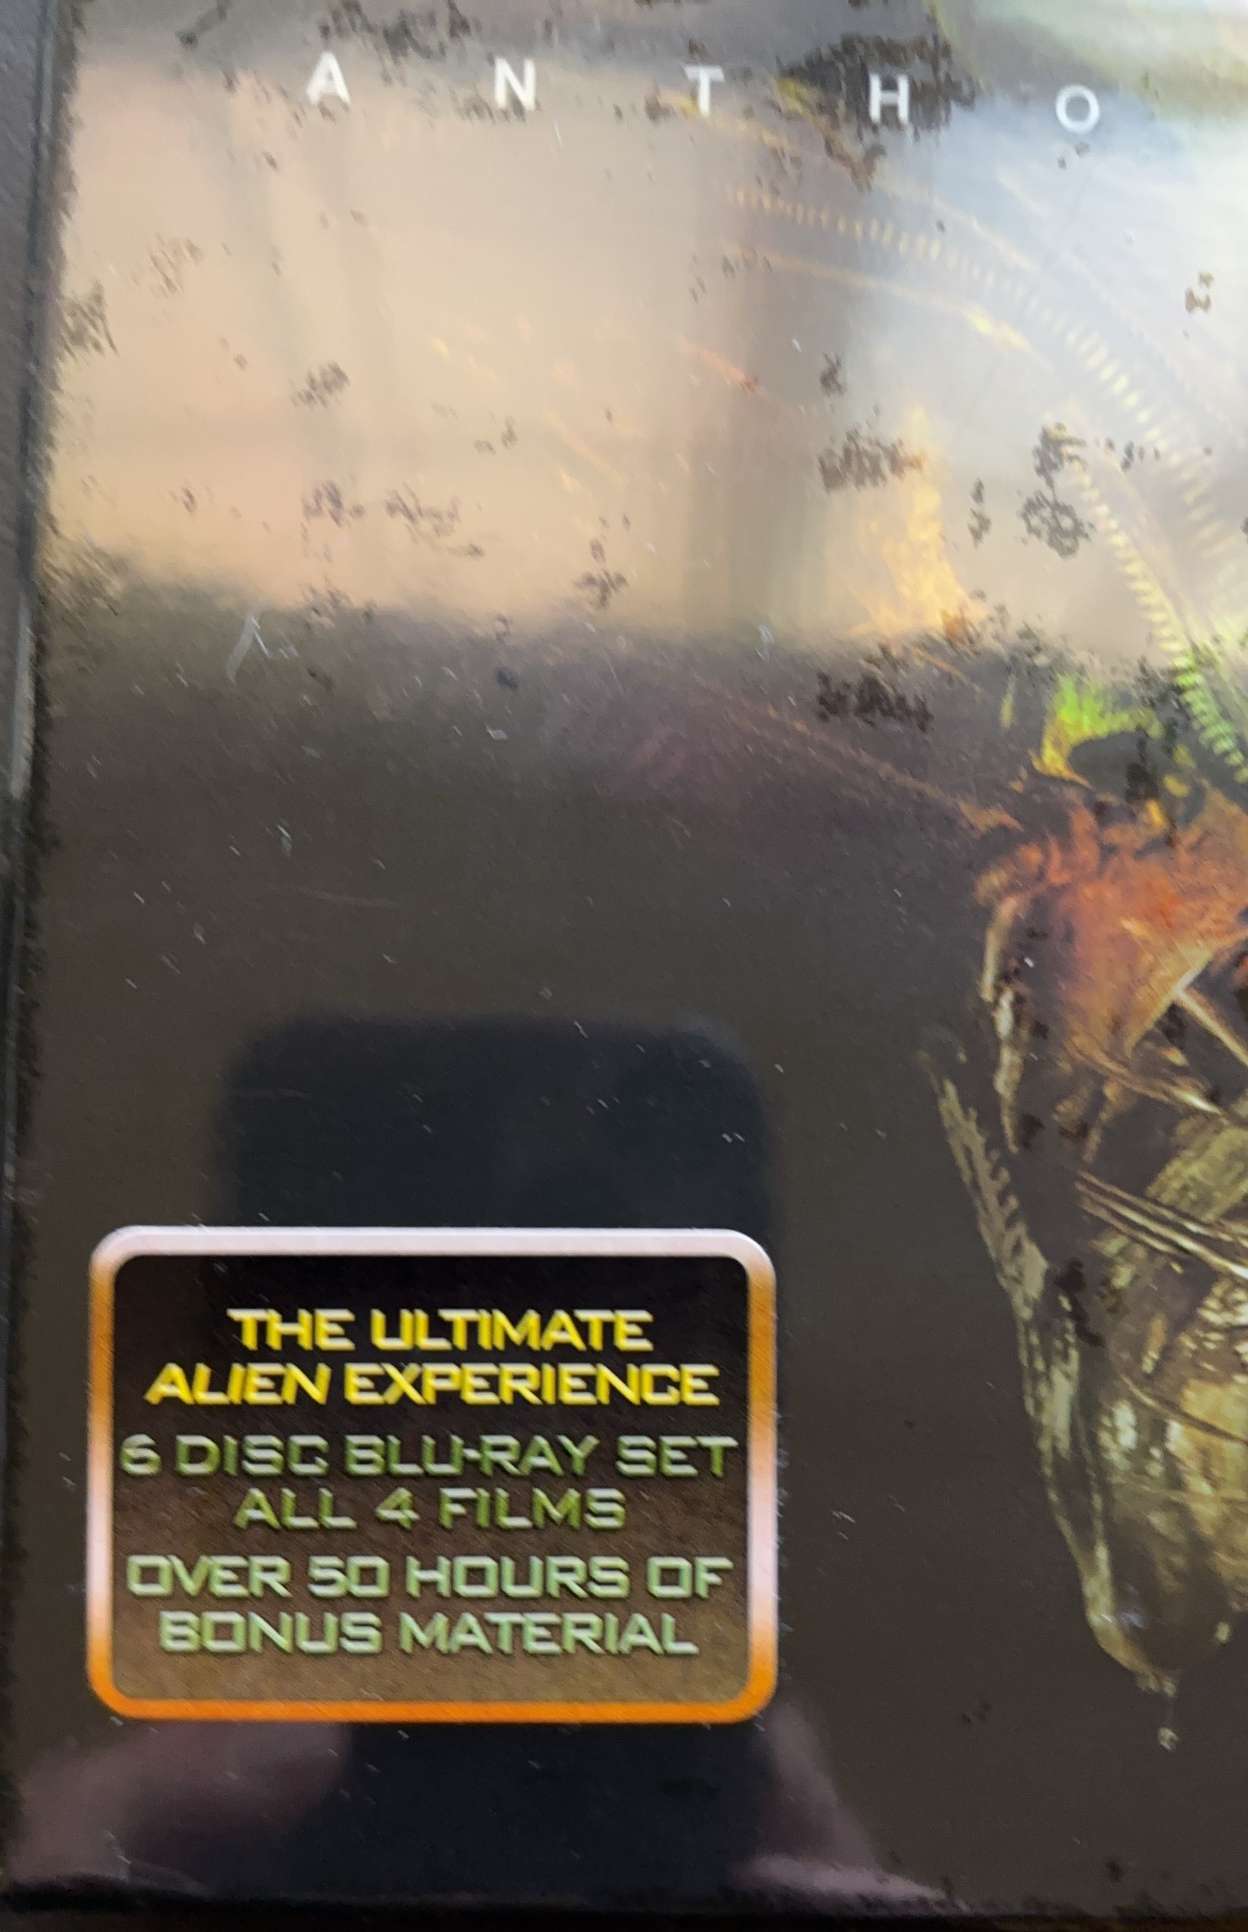 A N T H O
THE ULTIMATE
ALIEN EXPERIENCE
6 DISC BLU-RAY SET
ALL 4 FILMS
OVER 50 HOURS OF
BONUS MATERIAL